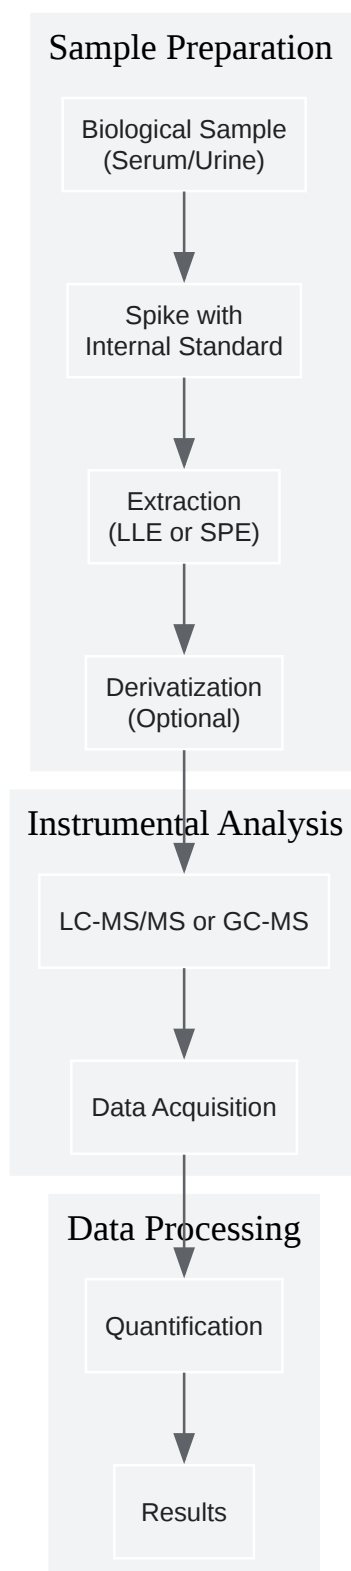 Sample Preparation
Biological Sample
(Serum/Urine)
Spike with
Internal Standard
Extraction
(LLE or SPE)
Derivatization
(Optional)
Instrumental Analysis
LC-MS/MS or GC-MS
Data Acquisition
Data Processing
Quantification
Results